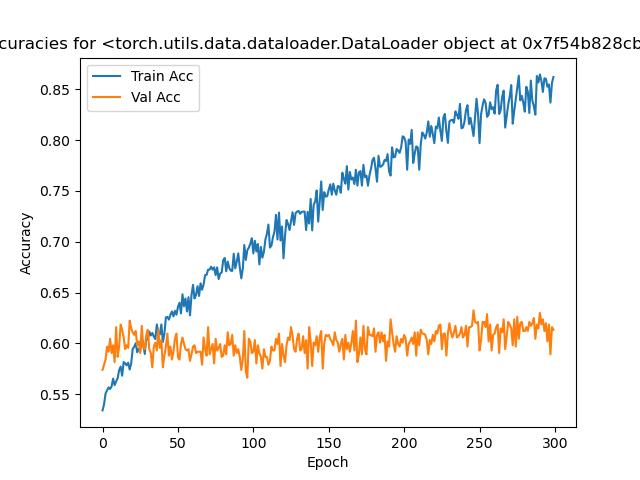 curacies for <torch.utils.data.dataloader.DataLoader object at 0x7f54b828cb
Train Acc
Val Acc
0.85
0.80
0.75
0.70
0.65
0.60
0.55
Accuracy
0
50
100
150
200
250
300
Epoch